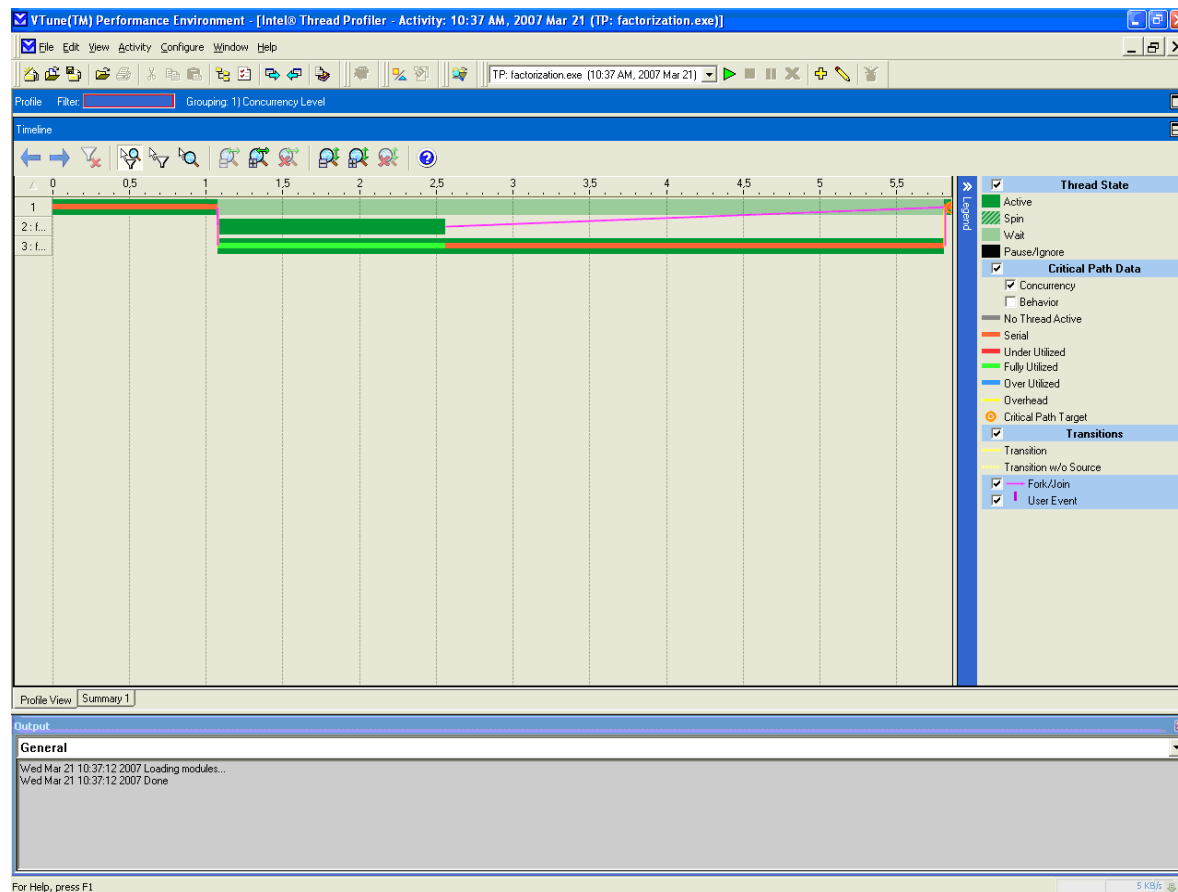 VTune(TM) Performance Environment - [Intel® Thread Profiler - Activity: 10:37 AM, 2007 Mar 21 (TP: factorization.exe)]
File Edit View Activity Configure Window Help
TP: factorization.exe (10:37 AM, 2007 Mar 21)
Profile Filter: Grouping: 1) Concurrency Level
Timeline
0 0,5 1 1,5 2 2,5 3 3,5 4 4,5 5 5,5
1
2 : f...
3 : f...
Legend
Thread State
Active
Spin
Wait
Pause/Ignore
Critical Path Data
Concurrency
Behavior
No Thread Active
Serial
Under Utilized
Fully Utilized
Over Utilized
Overhead
Critical Path Target
Transitions
Transition
Transition w/o Source
Fork/Join
User Event
Profile View Summary 1
Output
General
Wed Mar 21 10:37:12 2007 Loading modules...
Wed Mar 21 10:37:12 2007 Done
For Help, press F1
5 KB/s